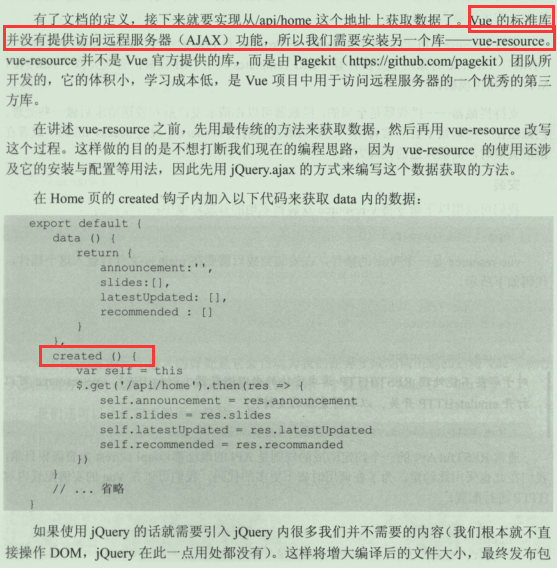 有了文档的定义，接下来就要实现从/api/home 这个地址上获取数据了。Vue 的标准库
并没有提供访问远程服务器（AJAX）功能，所以我们需要安装另一个库——vue-resource。
vue-resource 并不是 Vue 官方提供的库，而是由 Pagekit（https://github.com/pagekit）团队所
开发的，它的体积小，学习成本低，是 Vue 项目中用于访问远程服务器的一个优秀的第三
方库。
在讲述 vue-resource 之前，先用最传统的方法来获取数据，然后再用 vue-resource 改写
这个过程。这样做的目的是不想打断我们现在的编程思路，因为 vue-resource 的使用还涉
及它的安装与配置等用法，因此先用 jQuery.ajax 的方式来编写这个数据获取的方法。
在 Home 页的 created 钩子内加入以下代码来获取 data 内的数据：
export default {
data () {
return {
announcement:'',
slides:[],
latestUpdated: [],
recommended : []
}
},
created () {
var self = this
$.get('/api/home').then(res => {
self.announcement = res.announcement
self.slides = res.slides
self.latestUpdated = res.latestUpdated
self.recommended = res.recommanded
})
}
// ... 省略
}
如果使用 jQuery 的话就需要引入 jQuery 内很多我们并不需要的内容（我们根本就不直
接操作 DOM，jQuery 在此一点用处都没有）。这样将增大编译后的文件大小，最终发布包